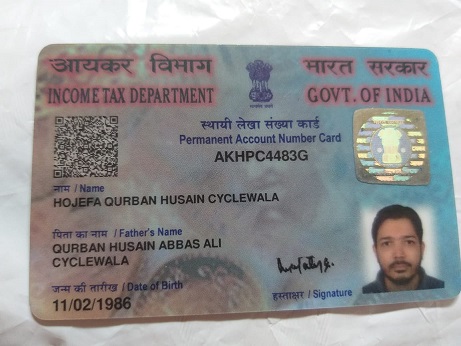 आयकर विभाग
INCOME TAX DEPARTMENT
भारत सरकार
GOVT. OF INDIA
स्थायी लेखा संख्या कार्ड
Permanent Account Number Card
AKHPC4483G
नाम / Name
HOJEFA QURBAN HUSAIN CYCLEWALA
पिता का नाम / Father's Name
QURBAN HUSAIN ABBAS ALI
CYCLEWALA
जन्म की तारीख / Date of Birth
11/02/1986
हस्ताक्षर / Signature